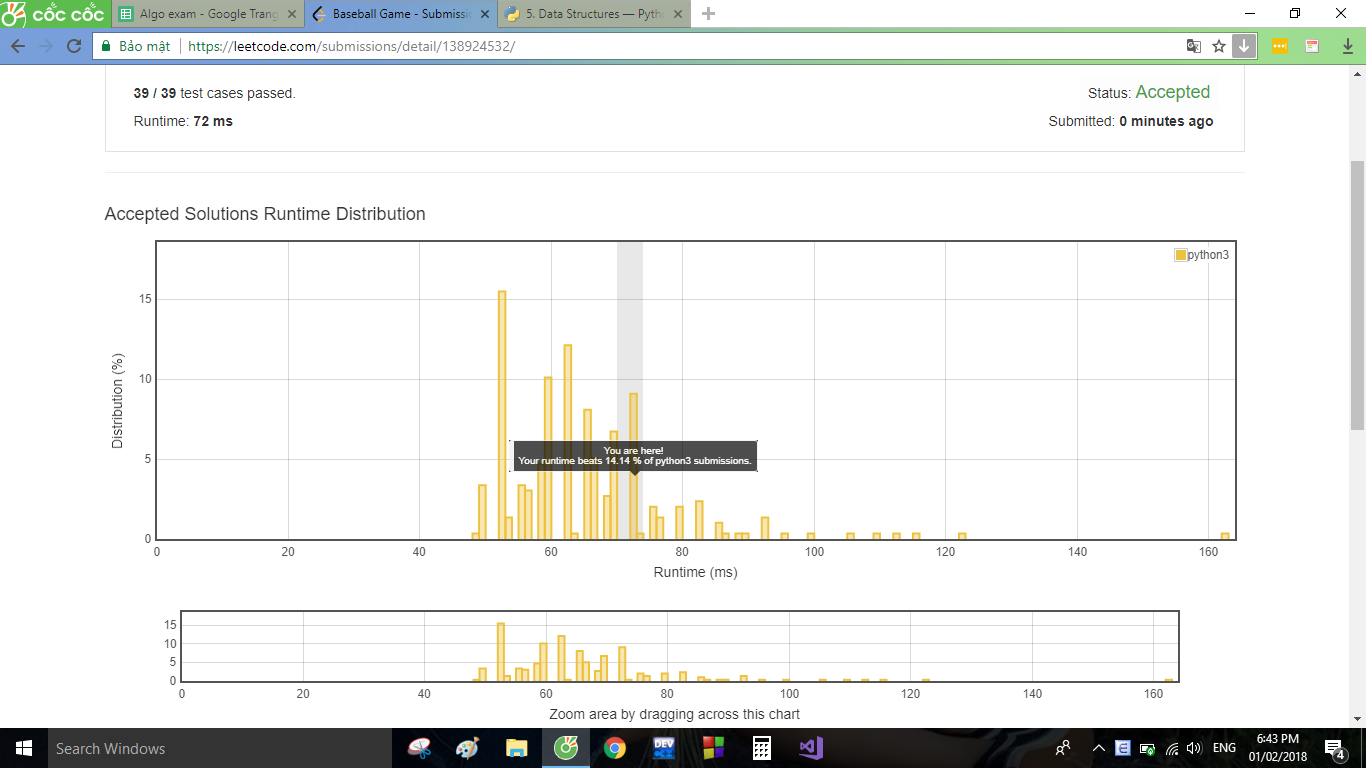 cốc cốc
Algo exam - Google Trang
Baseball Game - Submissio
5. Data Structures — Pytho
Bảo mật
https://leetcode.com/submissions/detail/138924532/
39 / 39 test cases passed.
Status: Accepted
Runtime: 72 ms
Submitted: 0 minutes ago
Accepted Solutions Runtime Distribution
python3
15
10
5
0
Distribution (%)
You are here!
Your runtime beats 14.14 % of python3 submissions.
0 20 40 60 80 100 120 140 160
Runtime (ms)
15
10
5
0
0 20 40 60 80 100 120 140 160
Zoom area by dragging across this chart
Search Windows
DEV
ENG
6:43 PM
01/02/2018
4